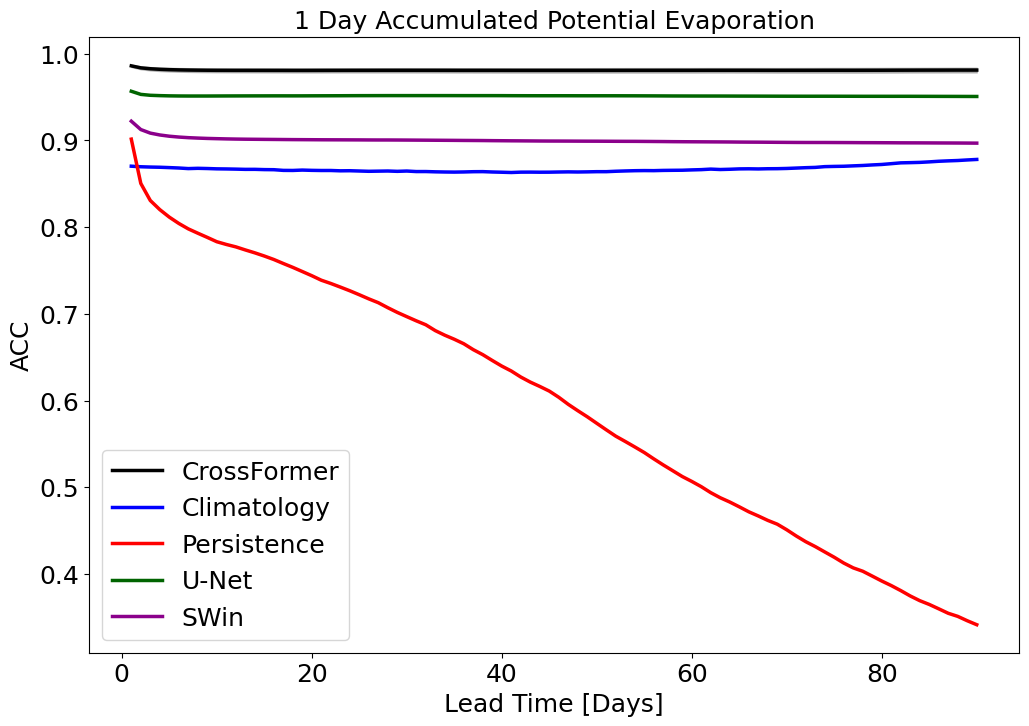 1 Day Accumulated Potential Evaporation
1.0
0.9
0.8
0.7
0.6
0.5
0.4
ACC
CrossFormer
Climatology
Persistence
U-Net
SWin
0 20 40 60 80
Lead Time [Days]